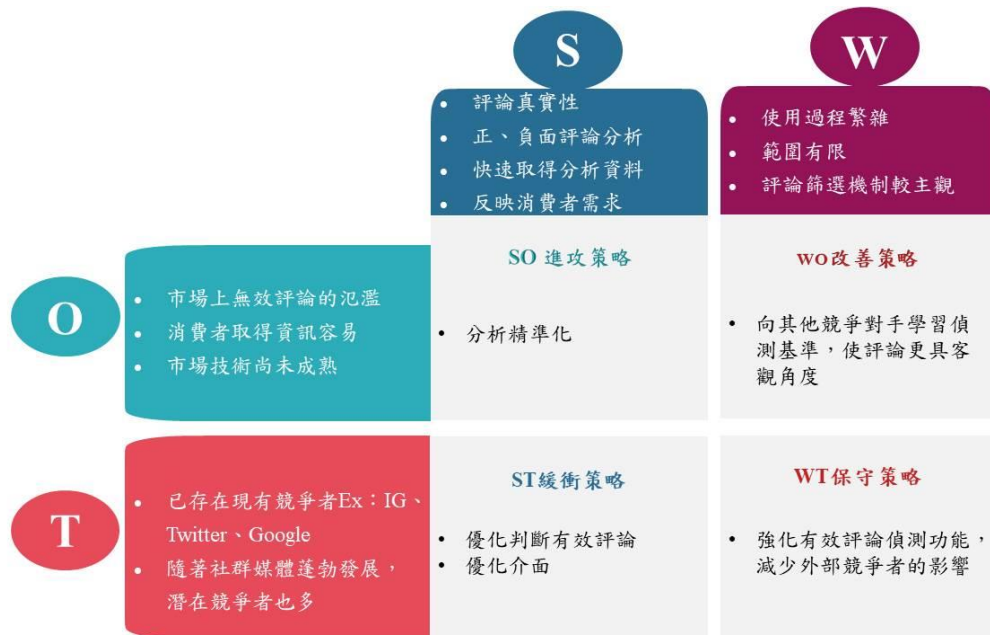 S
評論真實性
正、負面評論分析
快速取得分析資料
反映消費者需求
W
使用過程繁雜
範圍有限
評論篩選機制較主觀
O
市場上無效評論的氾濫
消費者取得資訊容易
市場技術尚未成熟
SO 進攻策略
分析精準化
WO改善策略
向其他競爭對手學習偵
測基準,使評論更具客
觀角度
T
已存在現有競爭者Ex:IG、
Twitter、Google
隨著社群媒體蓬勃發展,
潛在競爭者也多
ST緩衝策略
優化判斷有效評論
優化介面
WT保守策略
強化有效評論偵測功能,
減少外部競爭者的影響